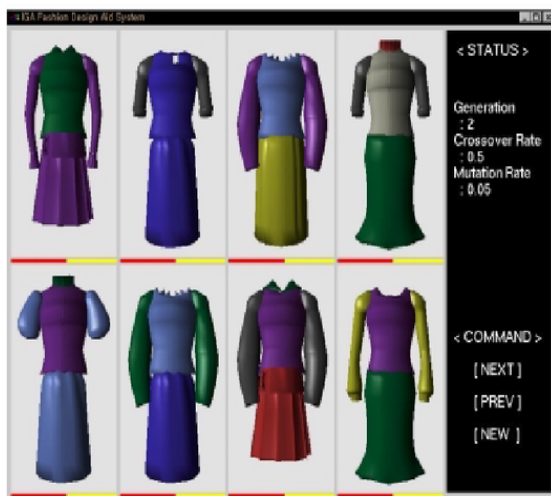 IGA Fashion Design Aid System
< STATUS >
Generation
: 2
Crossover Rate
: 0.5
Mutation Rate
: 0.05
< COMMAND >
[ NEXT ]
[ PREV ]
[ NEW ]